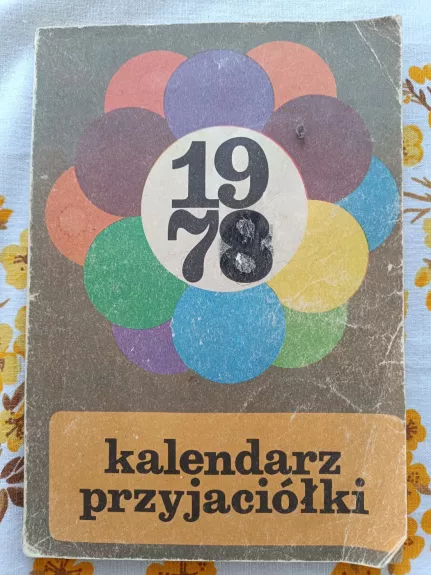 19
78
kalendarz
przyjaciółki